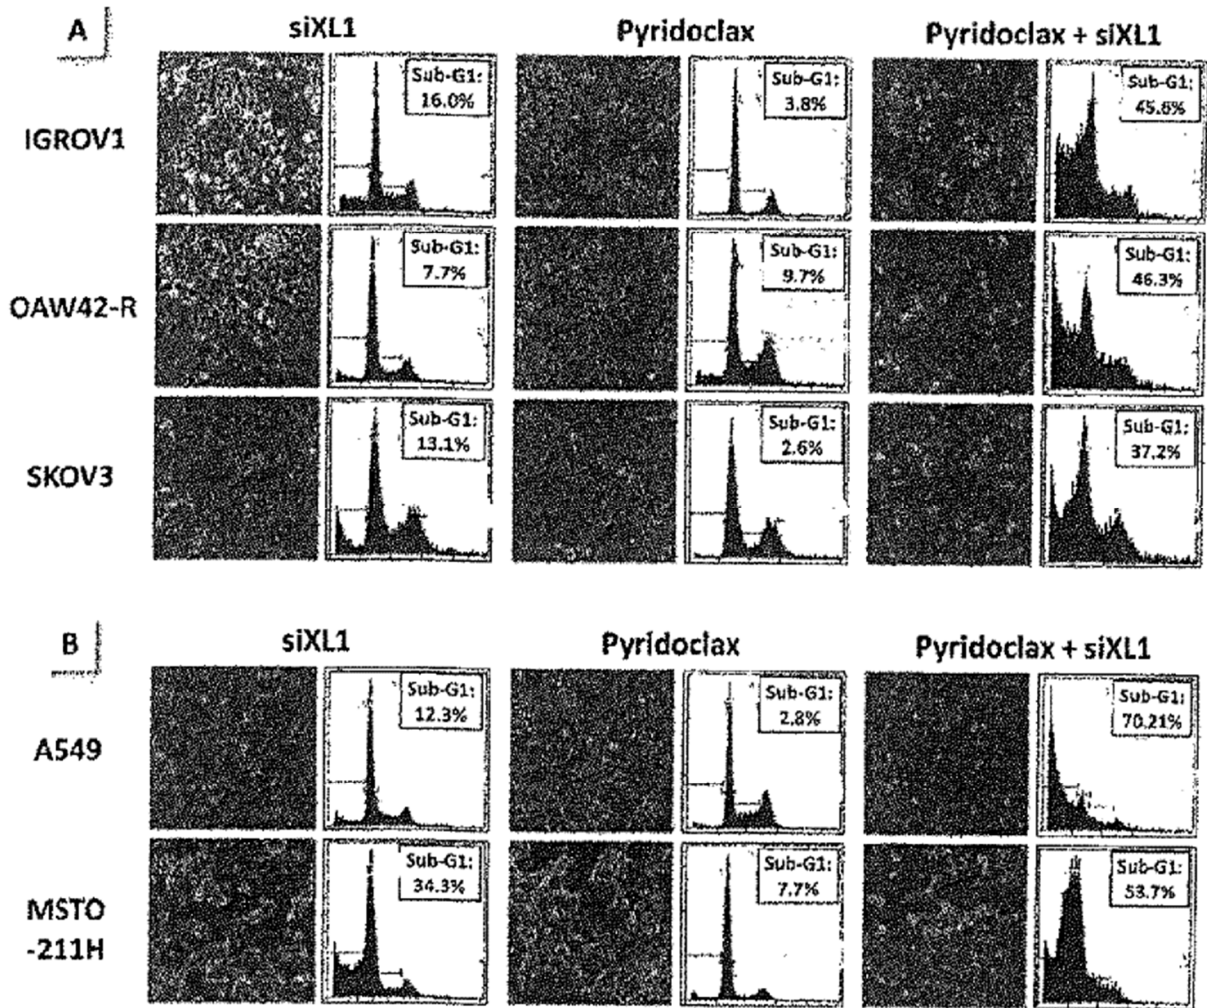 A
siXL1 Pyridoclax Pyridoclax + siXL1
IGROV1
Sub-G1: 16.0%
Sub-G1: 3.8%
Sub-G1: 45.6%
OAW42-R
Sub-G1: 7.7%
Sub-G1: 9.7%
Sub-G1: 46.3%
SKOV3
Sub-G1: 13.1%
Sub-G1: 2.6%
Sub-G1: 37.2%
B
siXL1 Pyridoclax Pyridoclax + siXL1
A549
Sub-G1: 12.3%
Sub-G1: 2.8%
Sub-G1: 70.21%
MSTO
-211H
Sub-G1: 34.3%
Sub-G1: 7.7%
Sub-G1: 53.7%